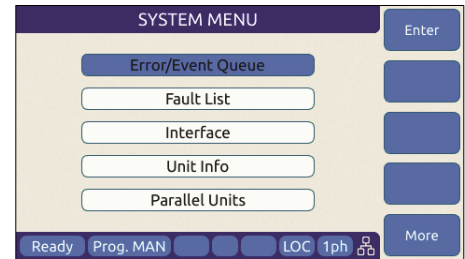 SYSTEM MENU
Enter
Error/Event Queue
Fault List
Interface
Unit Info
Parallel Units
More
Ready Prog. MAN LOC 1ph